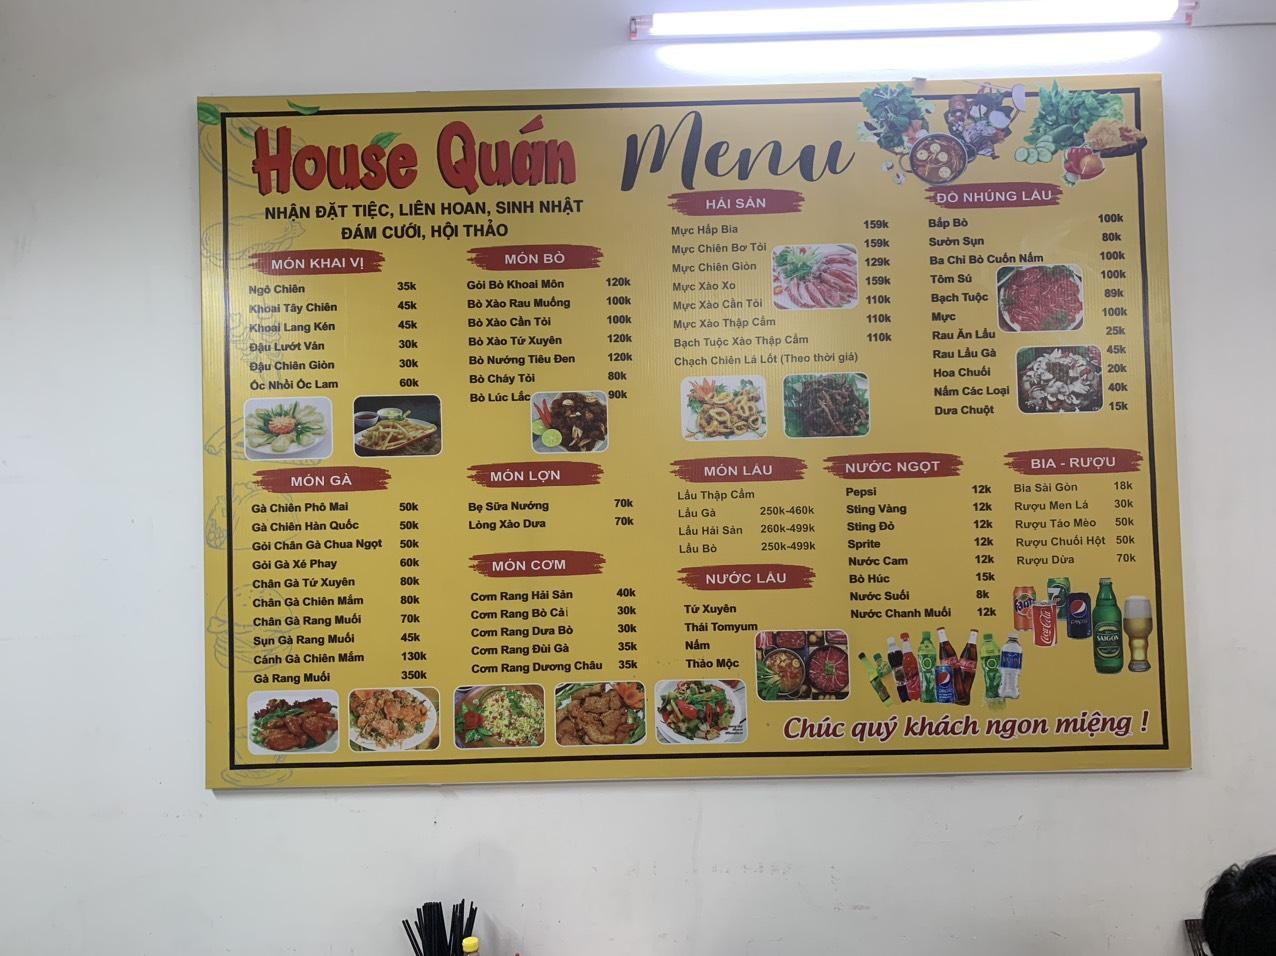 House Quán
Menu
NHẬN ĐẶT TIỆC, LIÊN HOAN, SINH NHẬT
ĐÁM CƯỚI, HỘI THẢO
MÓN KHAI VỊ
Ngô Chiên 35k
Khoai Tây Chiên 45k
Khoai Lang Kén 45k
Đậu Lướt Ván 30k
Đậu Chiên Giòn 30k
Ốc Nhồi Ốc Lam 60k
MÓN BÒ
Gỏi Bò Khoai Môn 120k
Bò Xào Rau Muống 100k
Bò Xào Cần Tỏi 100k
Bò Xào Tứ Xuyên 120k
Bò Nướng Tiêu Đen 120k
Bò Cháy Tỏi 80k
Bò Lúc Lắc 90k
HẢI SẢN
Mực Hấp Bia 159k
Mực Chiên Bơ Tỏi 159k
Mực Chiên Giòn 129k
Mực Xào Xo 159k
Mực Xào Cần Tỏi 110k
Mực Xào Thập Cẩm 110k
Bạch Tuộc Xào Thập Cẩm 110k
Chạch Chiên Lá Lốt (Theo thời giá)
ĐỒ NHÚNG LẨU
Bắp Bò 100k
Sườn Sụn 80k
Ba Chỉ Bò Cuốn Nấm 100k
Tôm Sú 100k
Bạch Tuộc 89k
Mực 100k
Rau Ăn Lẩu 25k
Rau Lẩu Gà 45k
Hoa Chuối 20k
Nấm Các Loại 40k
Dưa Chuột 15k
MÓN GÀ
Gà Chiên Phô Mai 50k
Gà Chiên Hàn Quốc 50k
Gỏi Chân Gà Chua Ngọt 50k
Gỏi Gà Xé Phay 60k
Chân Gà Tứ Xuyên 80k
Chân Gà Chiên Mắm 80k
Chân Gà Rang Muối 70k
Sụn Gà Rang Muối 45k
Cánh Gà Chiên Mắm 130k
Gà Rang Muối 350k
MÓN LỢN
Bẹ Sữa Nướng 70k
Lòng Xào Dưa 70k
MÓN CƠM
Cơm Rang Hải Sản 40k
Cơm Rang Bò Cải 30k
Cơm Rang Dưa Bò 30k
Cơm Rang Đùi Gà 35k
Cơm Rang Dương Châu 35k
MÓN LẨU
Lẩu Thập Cẩm
Lẩu Gà 250k-460k
Lẩu Hải Sản 260k-499k
Lẩu Bò 250k-499k
NƯỚC LẨU
Tứ Xuyên
Thái Tomyum
Nấm
Thảo Mộc
NƯỚC NGỌT
Pepsi 12k
Sting Vàng 12k
Sting Đỏ 12k
Sprite 12k
Nước Cam 12k
Bò Húc 15k
Nước Suối 8k
Nước Chanh Muối 12k
BIA - RƯỢU
Bia Sài Gòn 18k
Rượu Men Lá 30k
Rượu Táo Mèo 50k
Rượu Chuối Hột 50k
Rượu Dừa 70k
Chúc quý khách ngon miệng !